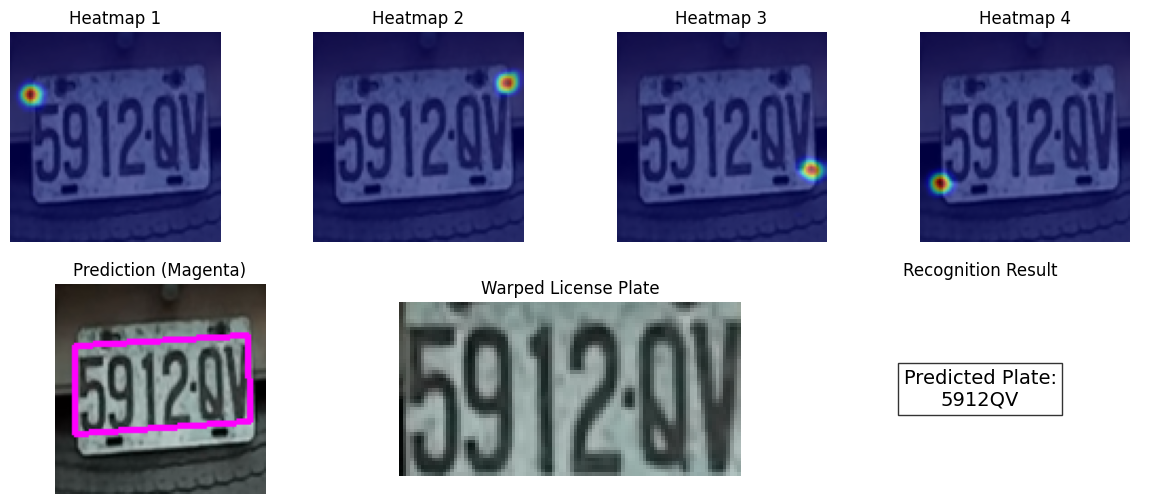 Heatmap 1
Heatmap 2
Heatmap 3
Heatmap 4
5912·QV
5912·QV
5912·QV
5912·QV
Prediction (Magenta)
Warped License Plate
Recognition Result
5912·QV
5912·QV
Predicted Plate:
5912QV